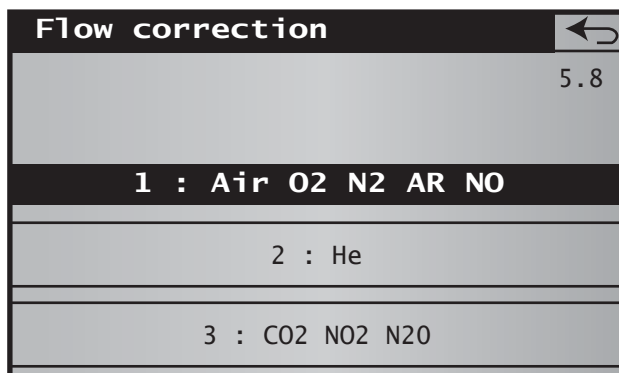 Flow correction
5.8
1 : Air O2 N2 AR NO
2 : He
3 : CO2 NO2 N2O